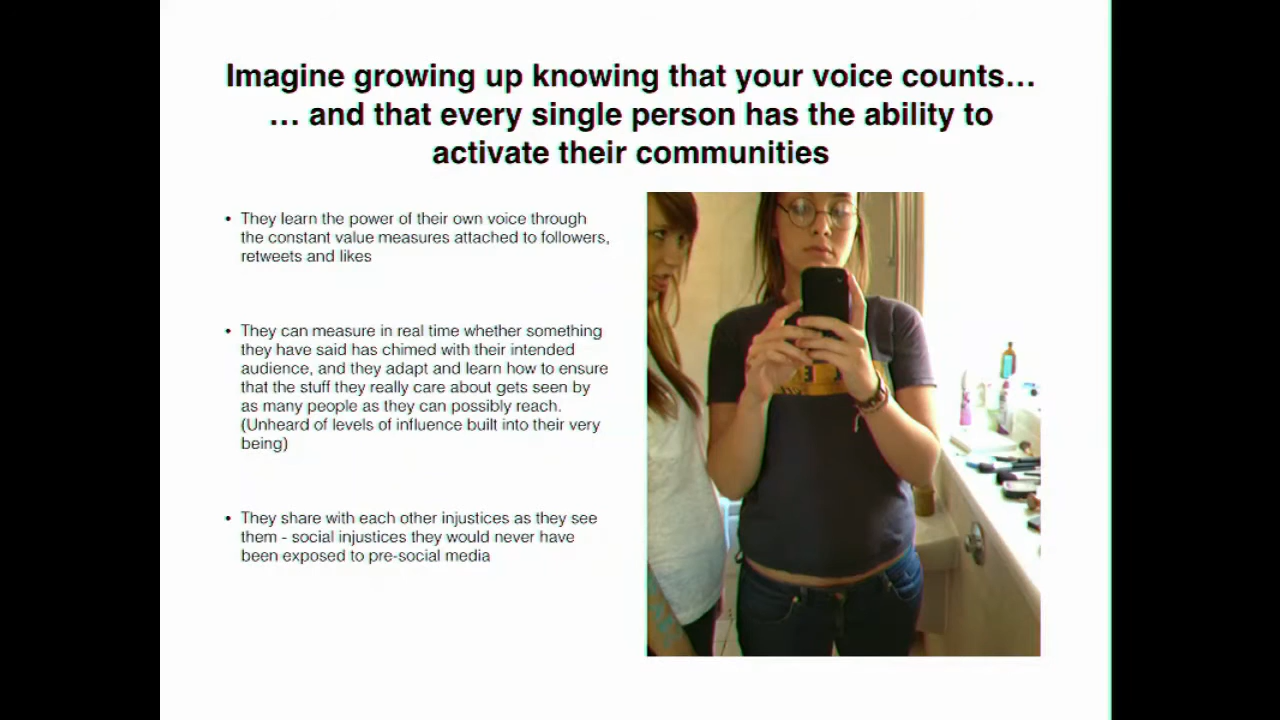 Imagine growing up knowing that your voice counts…
… and that every single person has the ability to
activate their communities
• They learn the power of their own voice through
the constant value measures attached to followers,
retweets and likes
• They can measure in real time whether something
they have said has chimed with their intended
audience, and they adapt and learn how to ensure
that the stuff they really care about gets seen by
as many people as they can possibly reach.
(Unheard of levels of influence built into their very
being)
• They share with each other injustices as they see
them - social injustices they would never have
been exposed to pre-social media